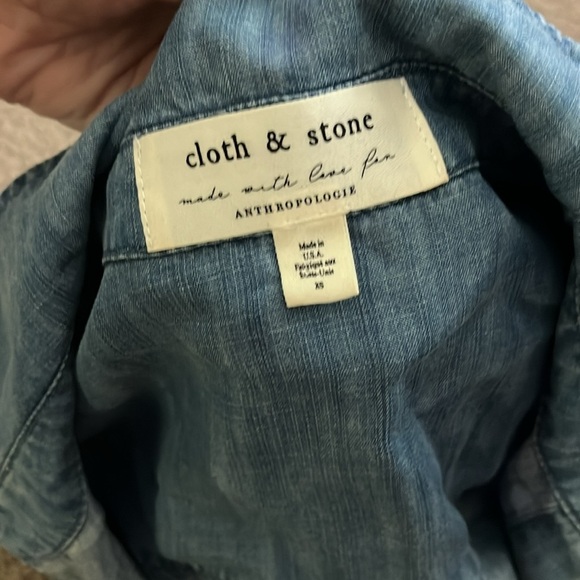 cloth & stone
made with love for
ANTHROPOLOGIE
Made in
U.S.A.
Fabriqué aux
États-Unis
XS